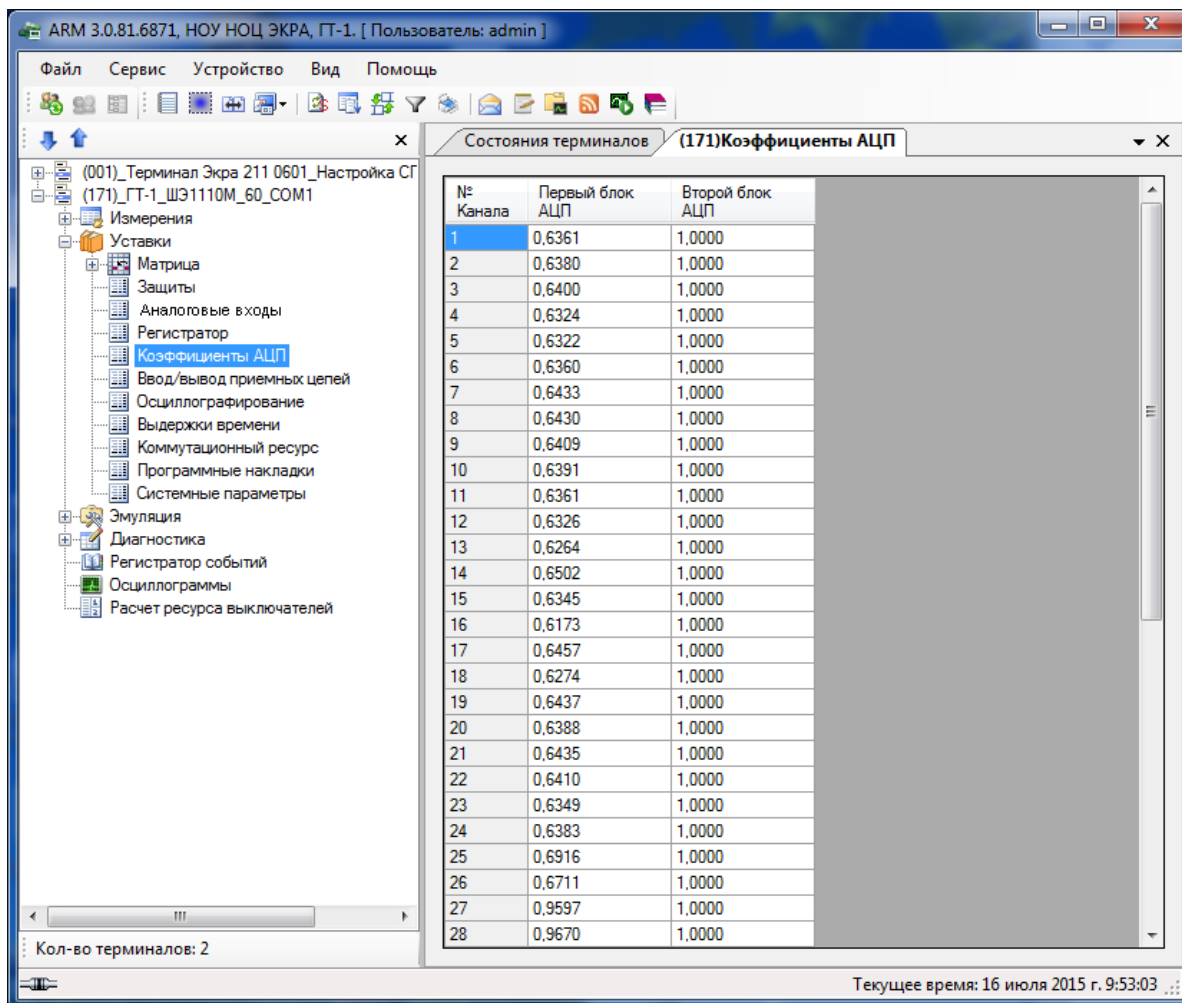 ARM 3.0.81.6871, НОУ НОЦ ЭКРА, ГТ-1. [ Пользователь: admin ]
Файл Сервис Устройство Вид Помощь
Состояния терминалов (171)Коэффициенты АЦП
(001)_Терминал Экра 211 0601_Настройка СГ
(171)_ГТ-1_ШЭ1110М_60_COM1
Измерения
Уставки
Матрица
Защиты
Аналоговые входы
Регистратор
Коэффициенты АЦП
Ввод/вывод приемных цепей
Осциллографирование
Выдержки времени
Коммутационный ресурс
Программные накладки
Системные параметры
Эмуляция
Диагностика
Регистратор событий
Осциллограммы
Расчет ресурса выключателей
Кол-во терминалов: 2
№ Канала Первый блок АЦП Второй блок АЦП
1 0,6361 1,0000
2 0,6380 1,0000
3 0,6400 1,0000
4 0,6324 1,0000
5 0,6322 1,0000
6 0,6360 1,0000
7 0,6433 1,0000
8 0,6430 1,0000
9 0,6409 1,0000
10 0,6391 1,0000
11 0,6361 1,0000
12 0,6326 1,0000
13 0,6264 1,0000
14 0,6502 1,0000
15 0,6345 1,0000
16 0,6173 1,0000
17 0,6457 1,0000
18 0,6274 1,0000
19 0,6437 1,0000
20 0,6388 1,0000
21 0,6435 1,0000
22 0,6410 1,0000
23 0,6349 1,0000
24 0,6383 1,0000
25 0,6916 1,0000
26 0,6711 1,0000
27 0,9597 1,0000
28 0,9670 1,0000
Текущее время: 16 июля 2015 г. 9:53:03